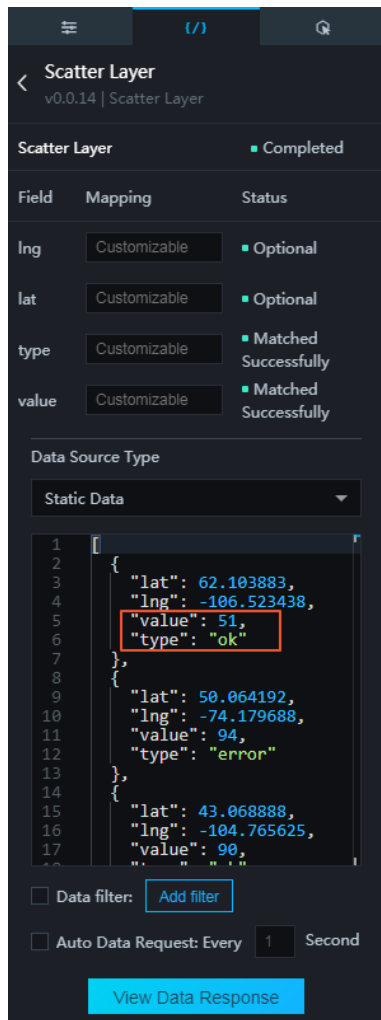 {/}
Scatter Layer
v0.0.14 | Scatter Layer
Scatter Layer Completed
Field Mapping Status
lng Customizable Optional
lat Customizable Optional
type Customizable Matched Successfully
value Customizable Matched Successfully
Data Source Type
Static Data
1 [
2 {
3 "lat": 62.103883,
4 "lng": -106.523438,
5 "value": 51,
6 "type": "ok"
7 },
8 {
9 "lat": 50.064192,
10 "lng": -74.179688,
11 "value": 94,
12 "type": "error"
13 },
14 {
15 "lat": 43.068888,
16 "lng": -104.765625,
17 "value": 90,
Data filter: Add filter
Auto Data Request: Every 1 Second
View Data Response